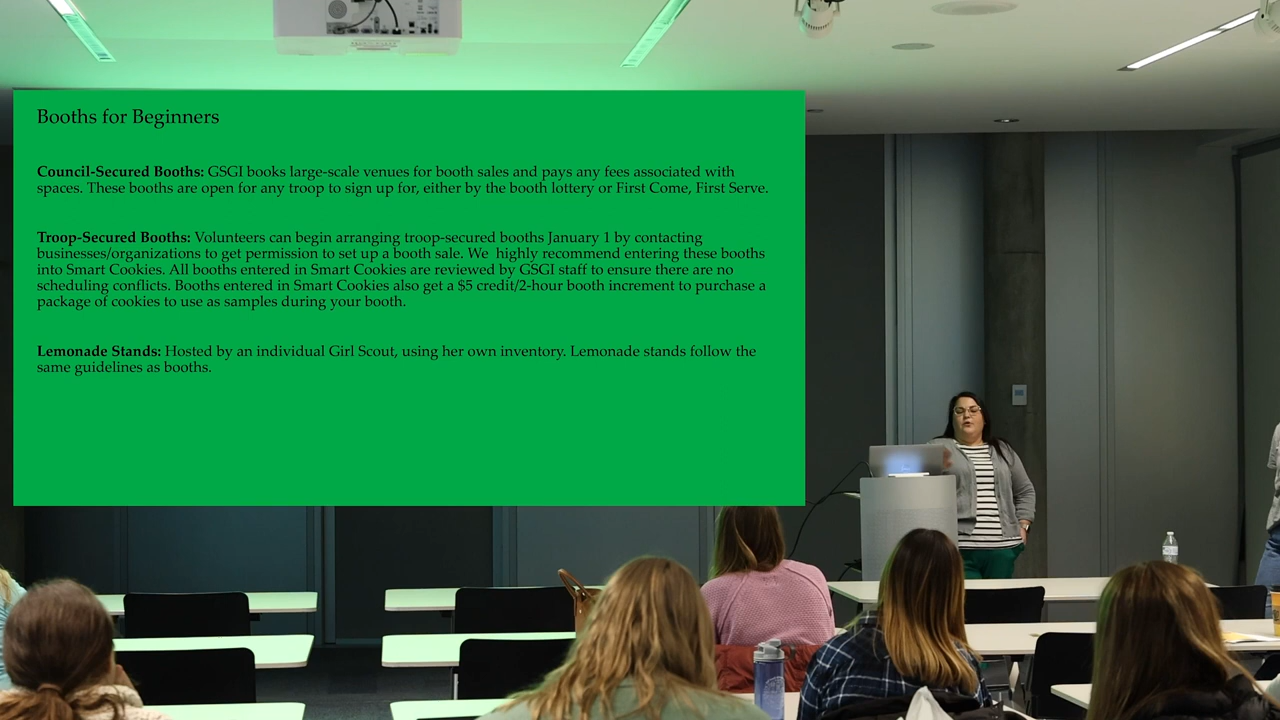 Booths for Beginners
Council-Secured Booths: GSGI books large-scale venues for booth sales and pays any fees associated with
spaces. These booths are open for any troop to sign up for, either by the booth lottery or First Come, First Serve.
Troop-Secured Booths: Volunteers can begin arranging troop-secured booths January 1 by contacting
businesses/organizations to get permission to set up a booth sale. We  highly recommend entering these booths
into Smart Cookies. All booths entered in Smart Cookies are reviewed by GSGI staff to ensure there are no
scheduling conflicts. Booths entered in Smart Cookies also get a $5 credit/2-hour booth increment to purchase a
package of cookies to use as samples during your booth.
Lemonade Stands: Hosted by an individual Girl Scout, using her own inventory. Lemonade stands follow the
same guidelines as booths.